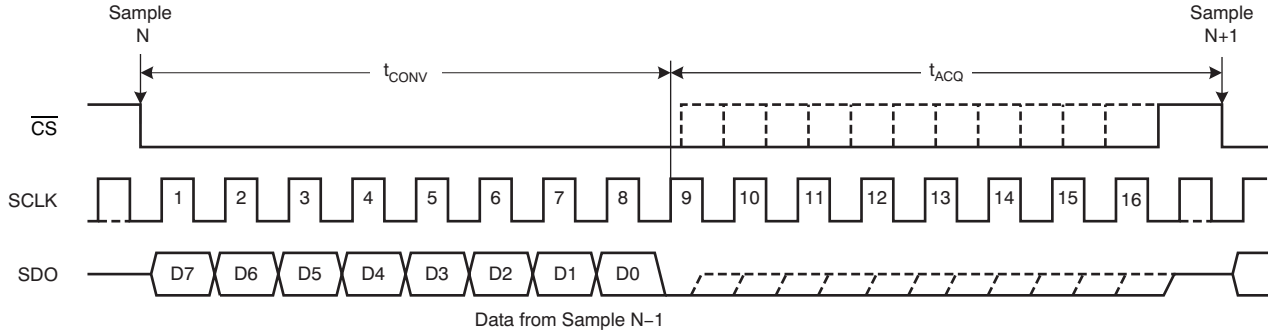 Sample
N
Sample
N+1
tCONV
tACQ
CS
SCLK
1 2 3 4 5 6 7 8 9 10 11 12 13 14 15 16
SDO
D7 D6 D5 D4 D3 D2 D1 D0
Data from Sample N−1